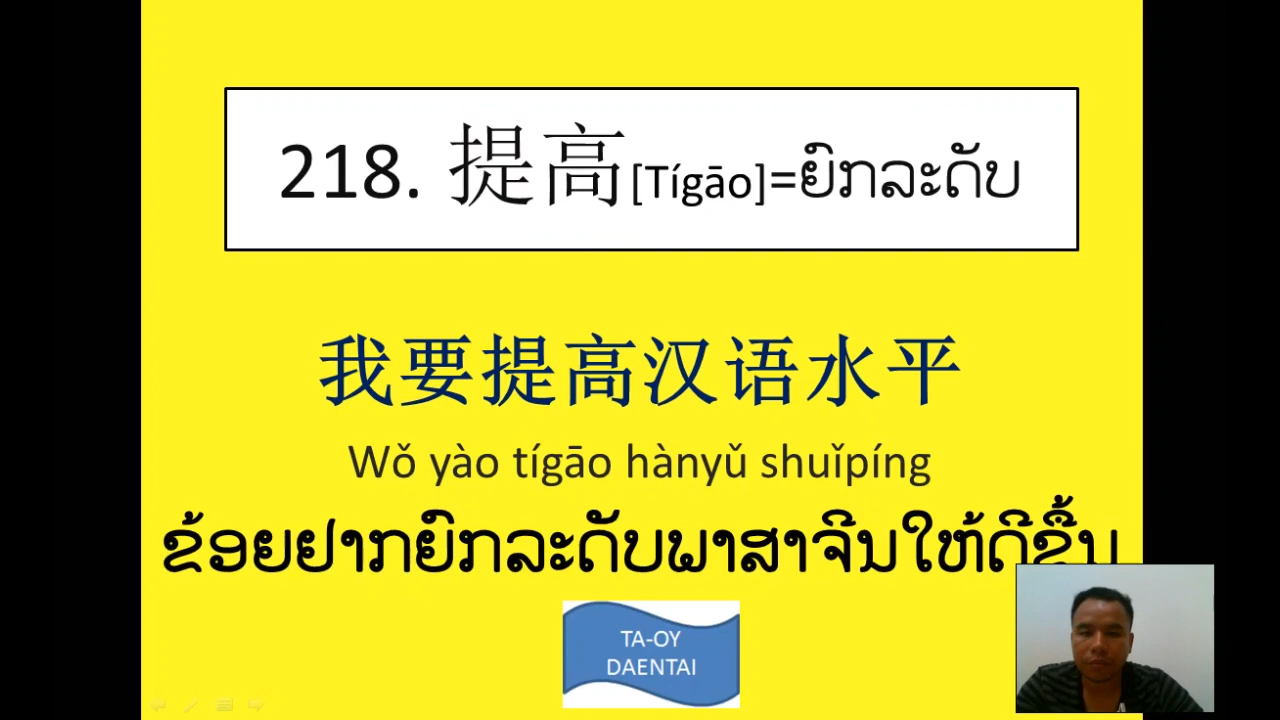 218. 提高[Tígāo]=ຍົກລະດັບ
我要提高汉语水平
Wǒ yào tígāo hànyǔ shuǐpíng
ຂ້ອຍຢາກຍົກລະດັບພາສາຈີນໃຫ້ດີຂື້ນ
TA-OY
DAENTAI